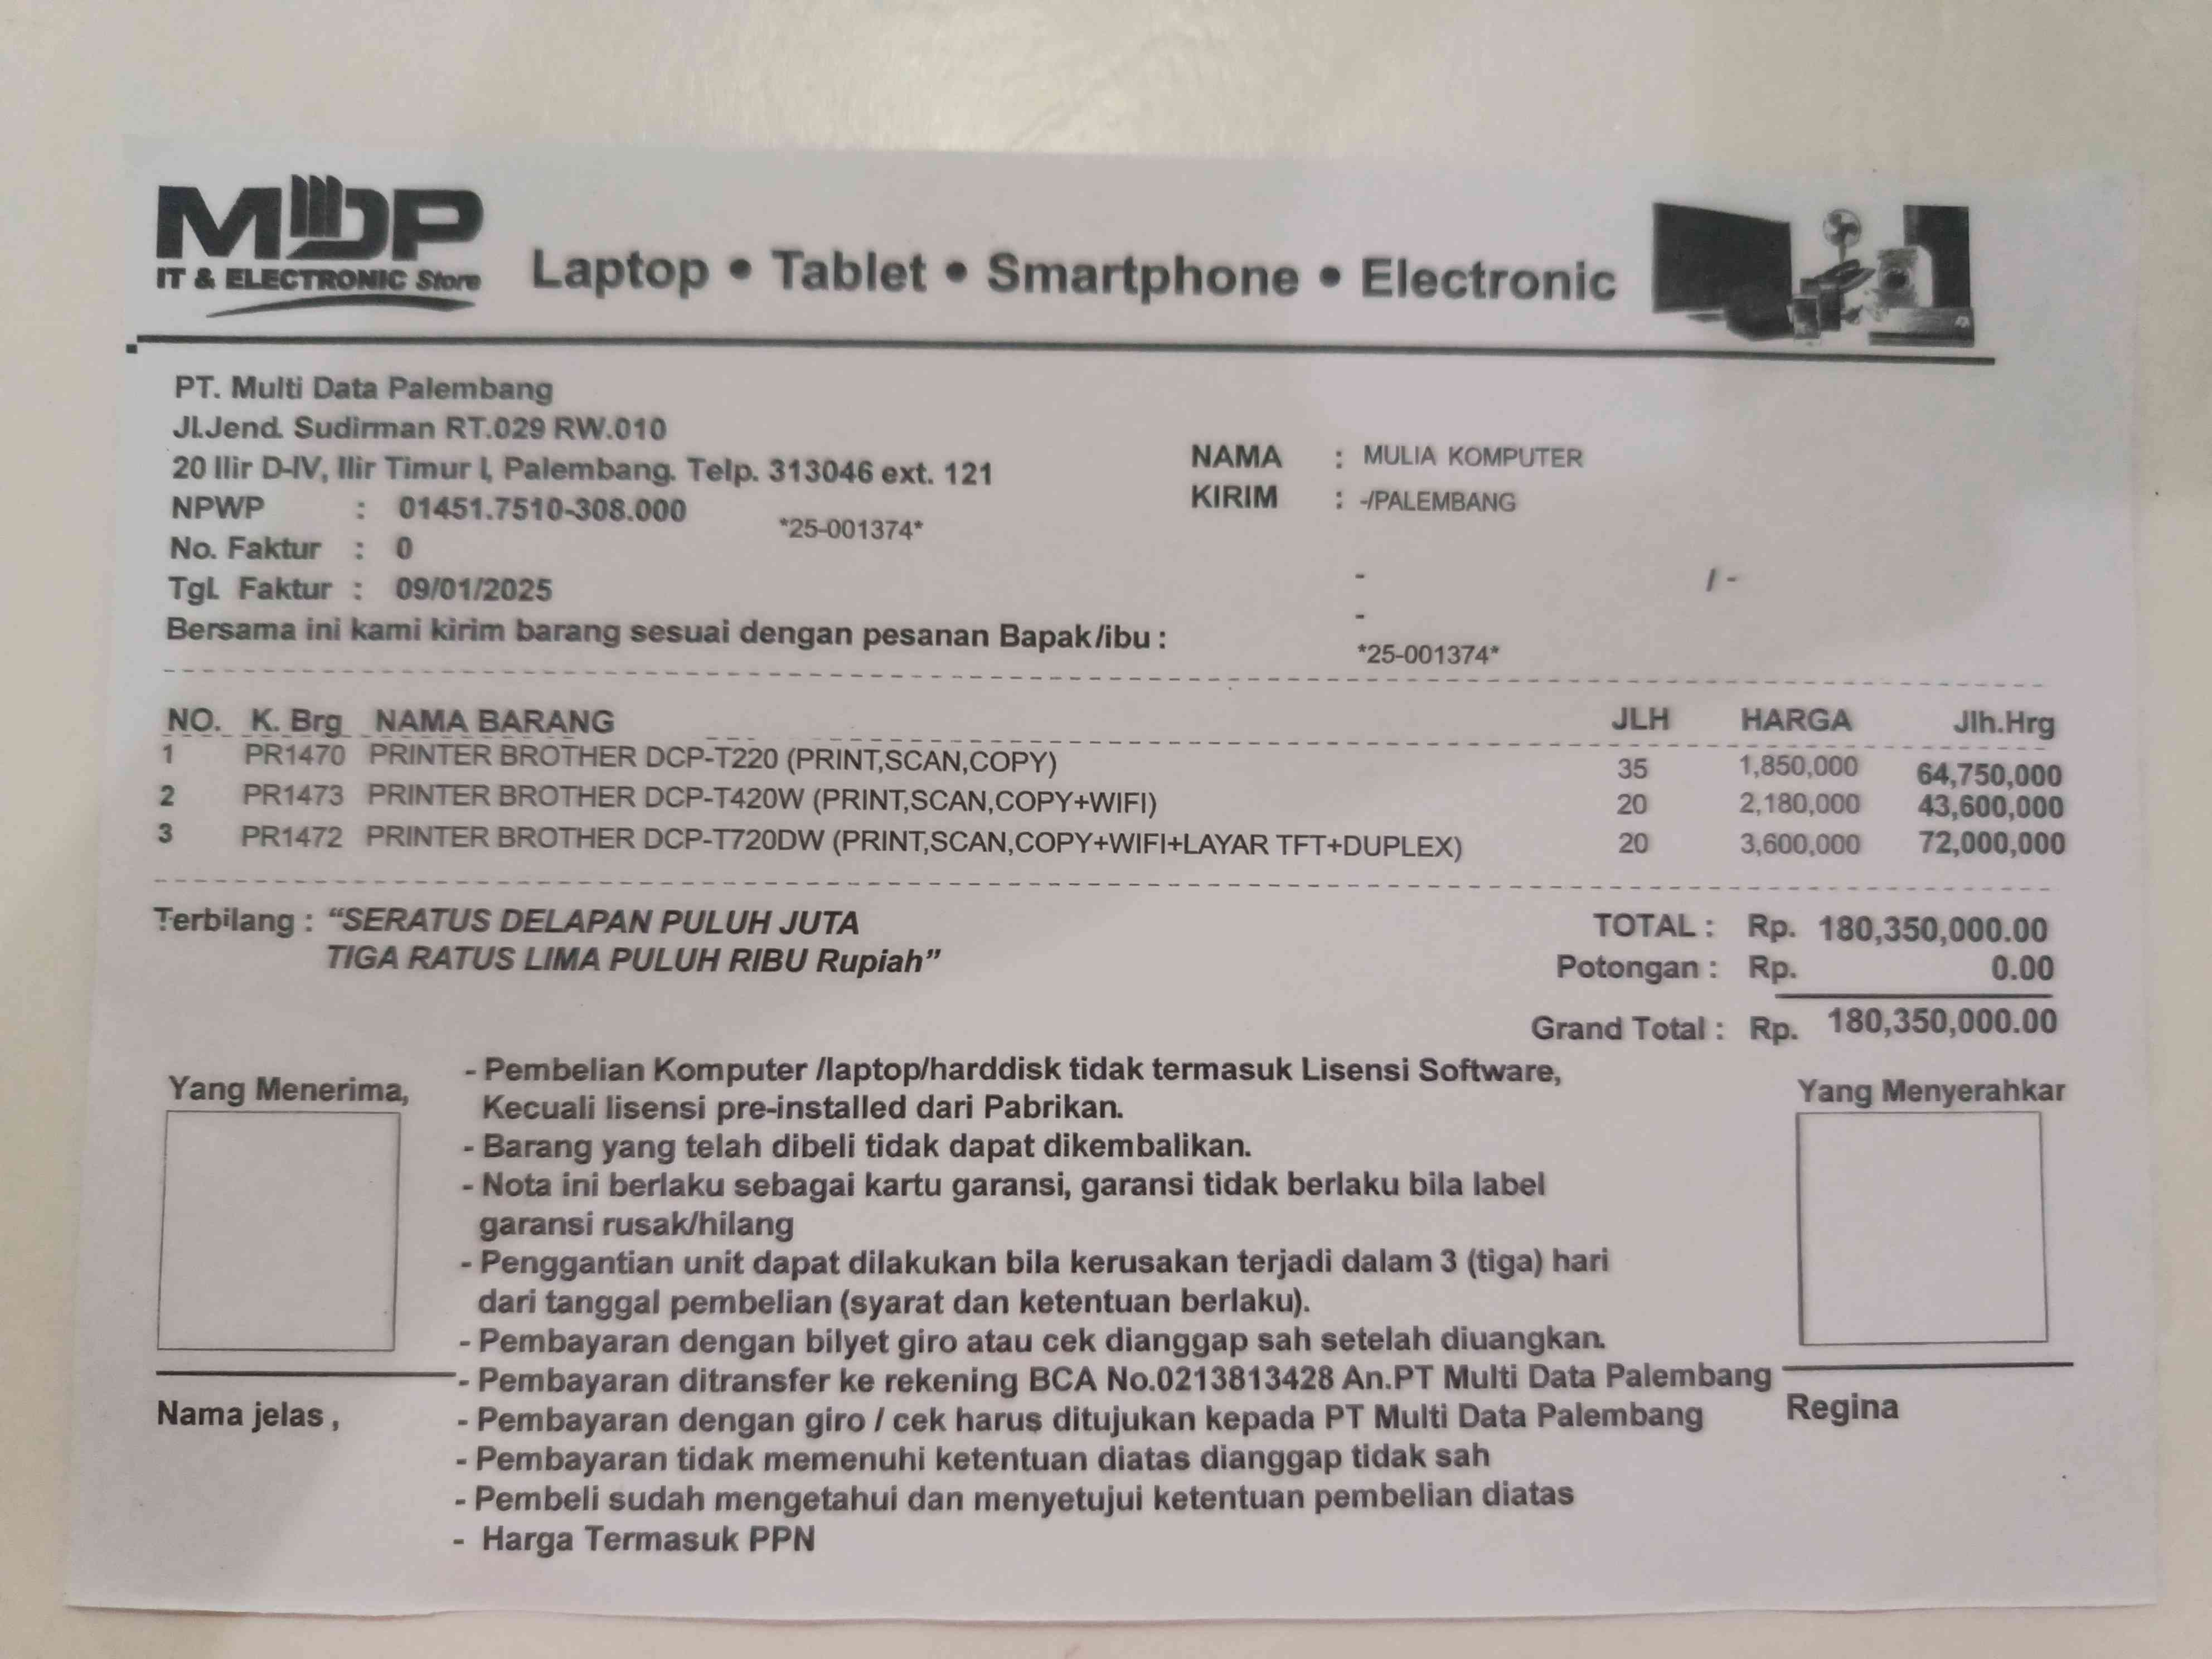 MDP
IT & ELECTRONIC Store
Laptop • Tablet • Smartphone • Electronic
PT. Multi Data Palembang
Jl.Jend. Sudirman RT.029 RW.010
20 Ilir D-IV, Ilir Timur I, Palembang. Telp. 313046 ext. 121
NPWP : 01451.7510-308.000
*25-001374*
No. Faktur : 0
Tgl. Faktur : 09/01/2025
NAMA : MULIA KOMPUTER
KIRIM : -/PALEMBANG
- / -
-
Bersama ini kami kirim barang sesuai dengan pesanan Bapak/ibu :
*25-001374*
NO. K. Brg NAMA BARANG JLH HARGA Jlh.Hrg
1 PR1470 PRINTER BROTHER DCP-T220 (PRINT,SCAN,COPY) 35 1,850,000 64,750,000
2 PR1473 PRINTER BROTHER DCP-T420W (PRINT,SCAN,COPY+WIFI) 20 2,180,000 43,600,000
3 PR1472 PRINTER BROTHER DCP-T720DW (PRINT,SCAN,COPY+WIFI+LAYAR TFT+DUPLEX) 20 3,600,000 72,000,000
Terbilang : “SERATUS DELAPAN PULUH JUTA
TIGA RATUS LIMA PULUH RIBU Rupiah”
TOTAL : Rp. 180,350,000.00
Potongan : Rp. 0.00
Grand Total : Rp. 180,350,000.00
Yang Menerima,
- Pembelian Komputer /laptop/harddisk tidak termasuk Lisensi Software,
Kecuali lisensi pre-installed dari Pabrikan.
- Barang yang telah dibeli tidak dapat dikembalikan.
- Nota ini berlaku sebagai kartu garansi, garansi tidak berlaku bila label
garansi rusak/hilang
- Penggantian unit dapat dilakukan bila kerusakan terjadi dalam 3 (tiga) hari
dari tanggal pembelian (syarat dan ketentuan berlaku).
- Pembayaran dengan bilyet giro atau cek dianggap sah setelah diuangkan.
- Pembayaran ditransfer ke rekening BCA No.0213813428 An.PT Multi Data Palembang
- Pembayaran dengan giro / cek harus ditujukan kepada PT Multi Data Palembang
- Pembayaran tidak memenuhi ketentuan diatas dianggap tidak sah
- Pembeli sudah mengetahui dan menyetujui ketentuan pembelian diatas
- Harga Termasuk PPN
Nama jelas ,
Yang Menyerahkar
Regina